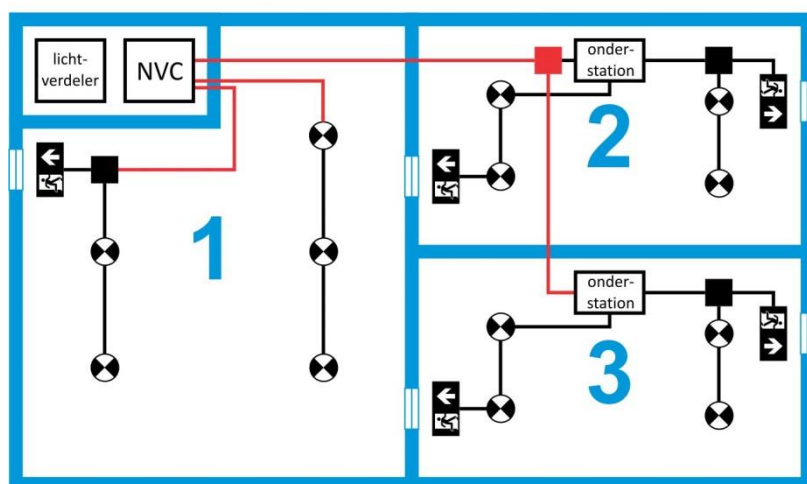 licht-
verdeler
NVC
onder-
station
2
1
onder-
station
3